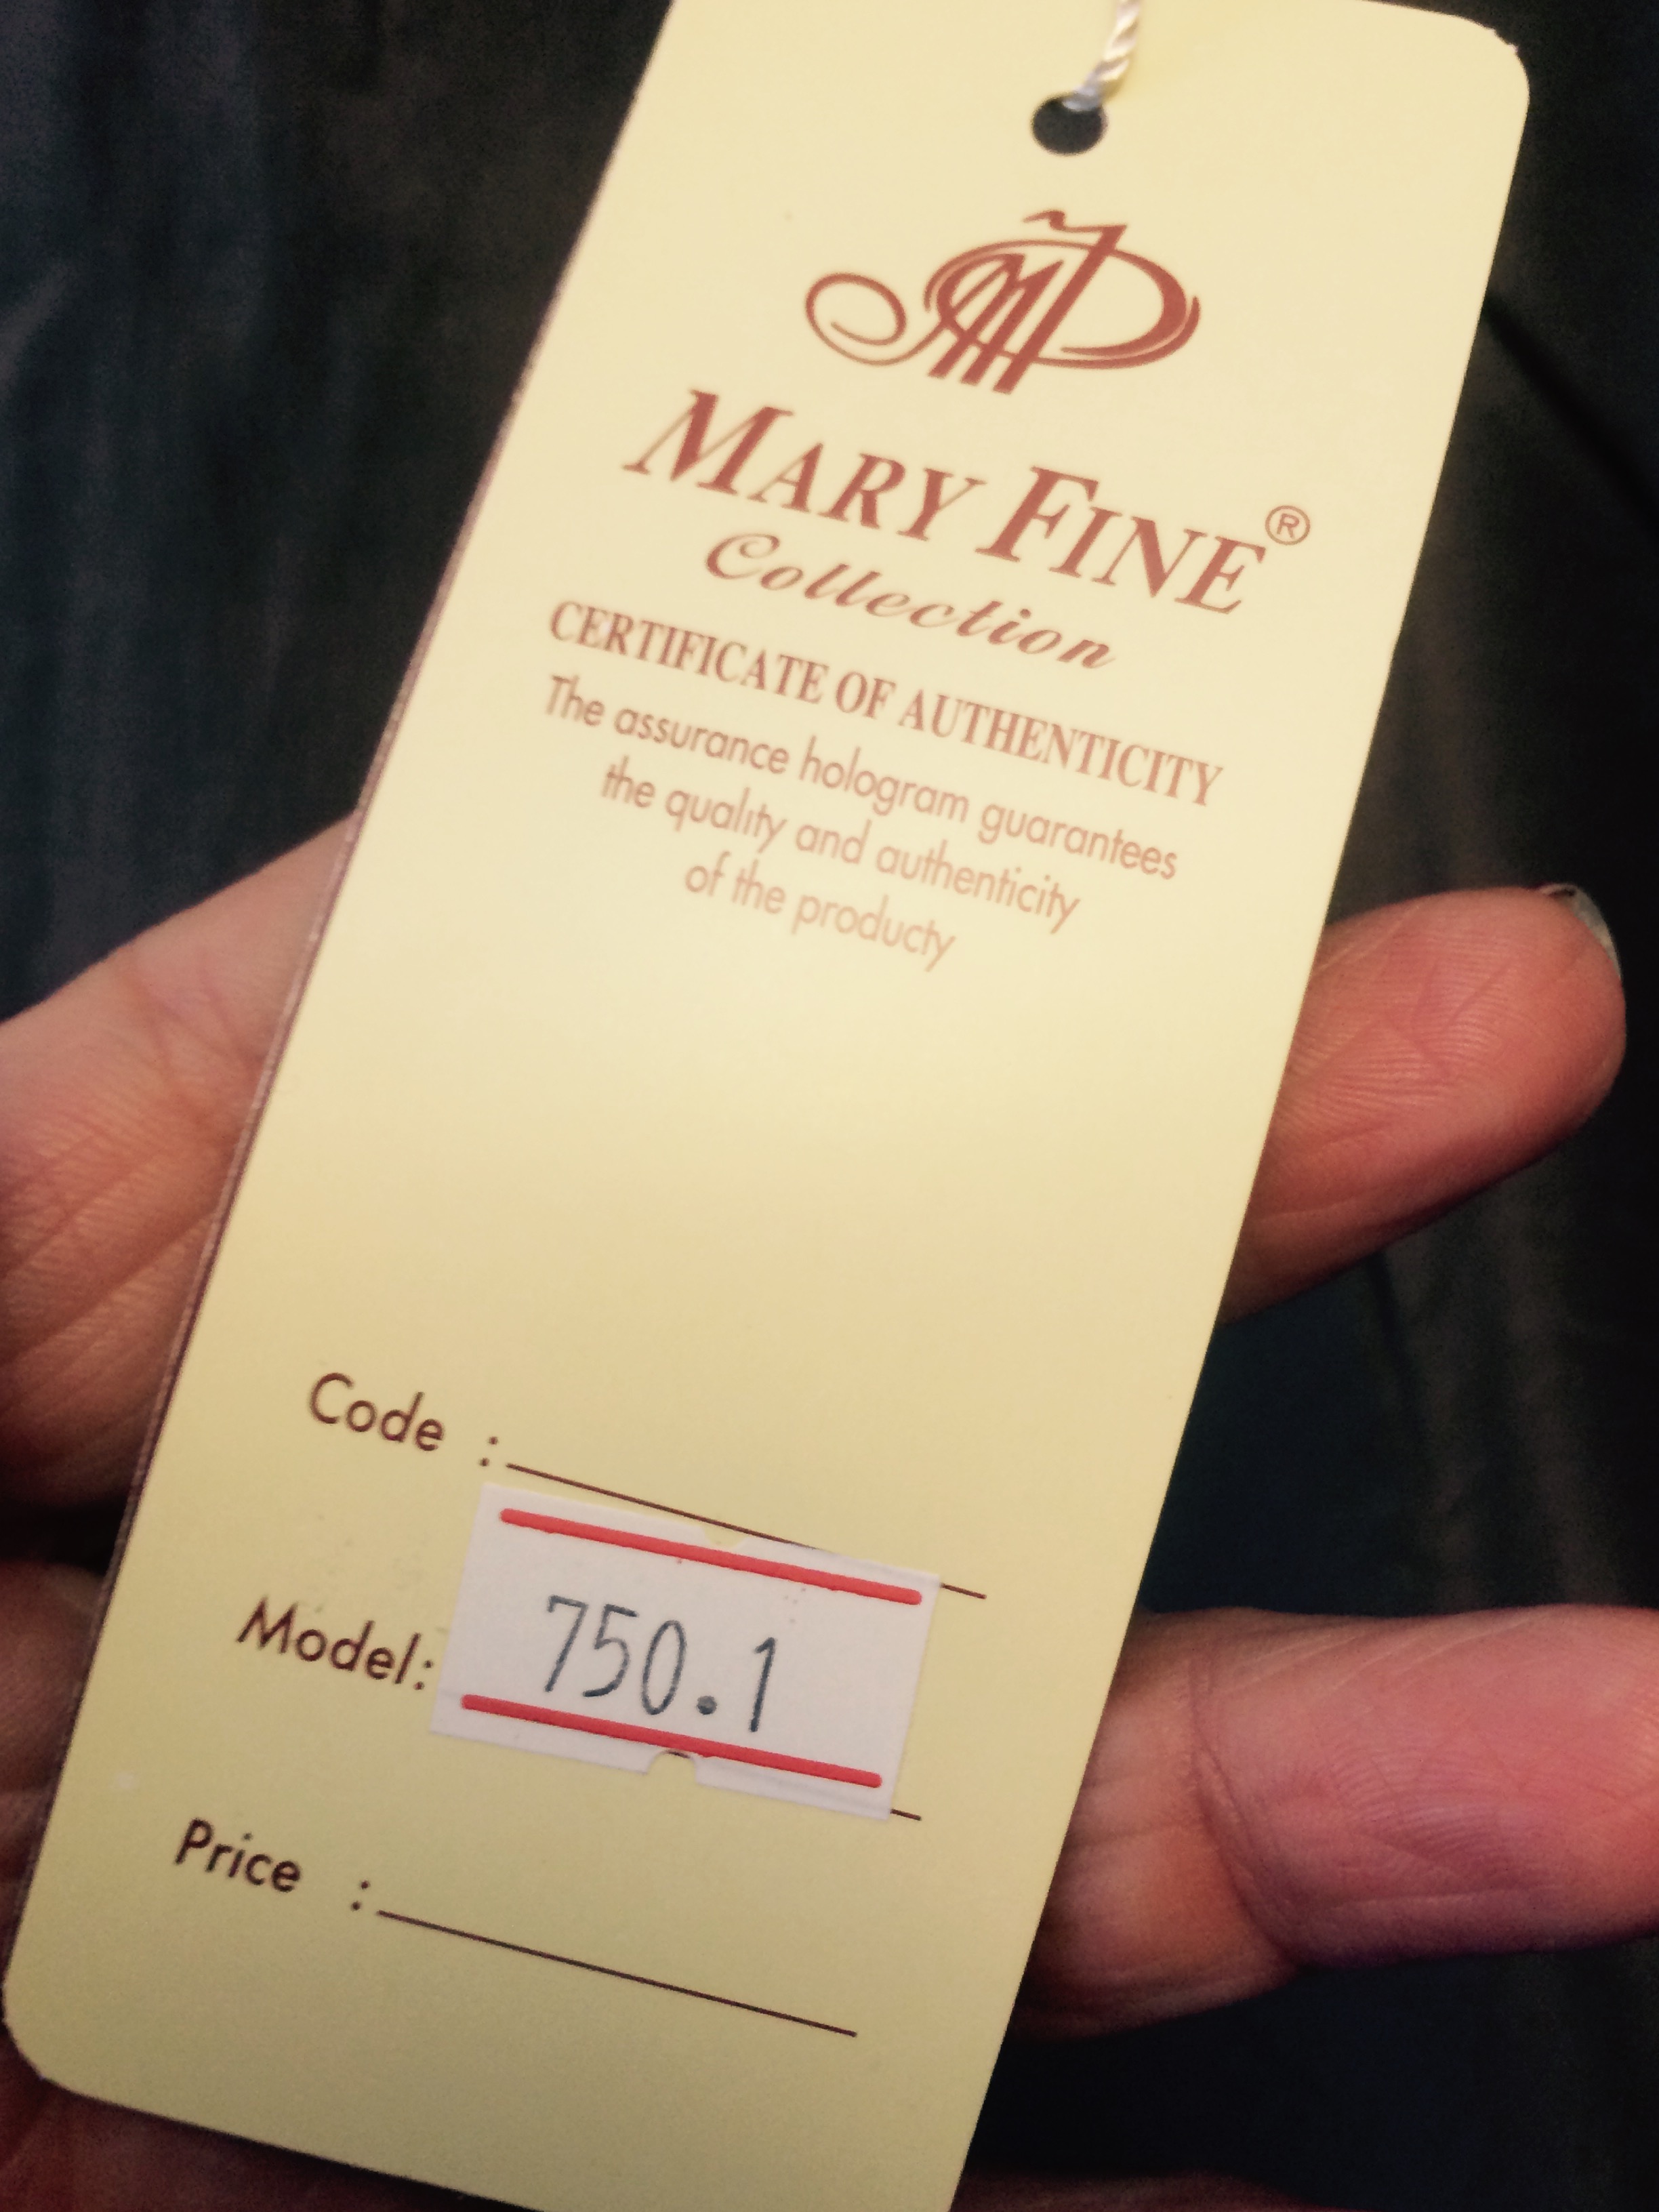 MARY FINE®
Collection
CERTIFICATE OF AUTHENTICITY
The assurance hologram guarantees
the quality and authenticity
of the producty
Code :
Model: 750.1
Price :